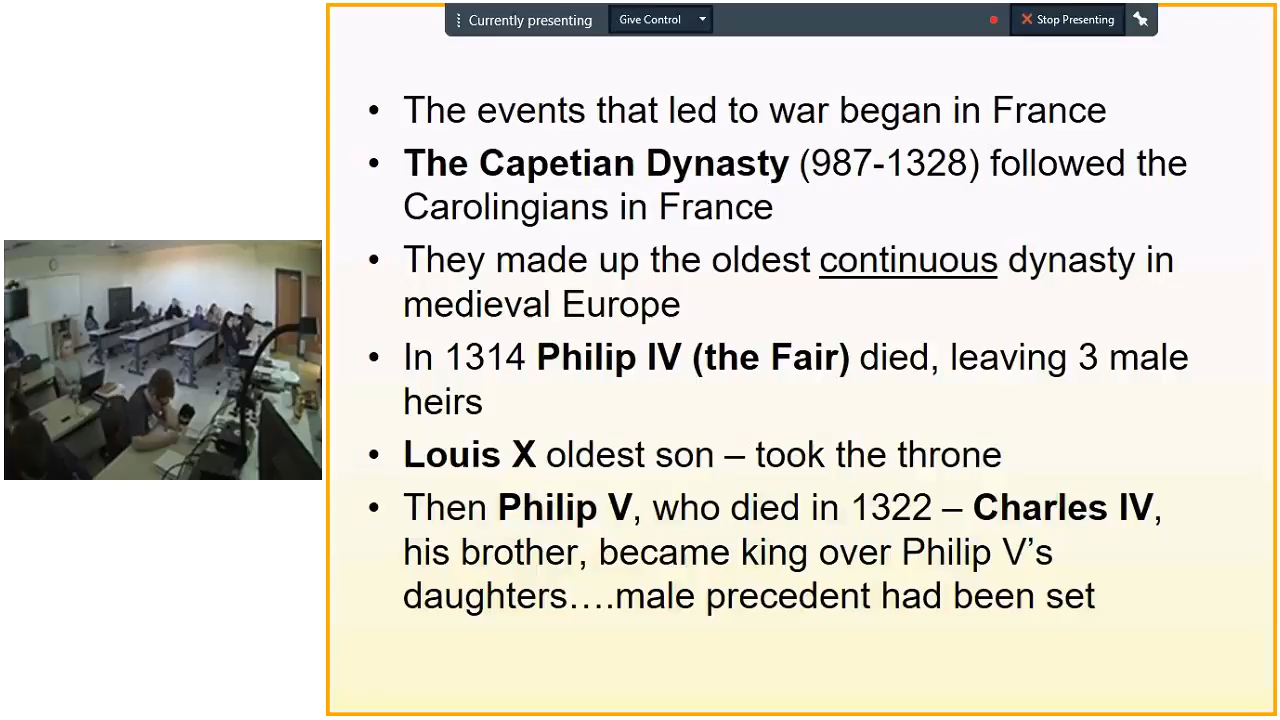 Currently presenting Give Control Stop Presenting
• The events that led to war began in France
• The Capetian Dynasty (987-1328) followed the
Carolingians in France
• They made up the oldest continuous dynasty in
medieval Europe
• In 1314 Philip IV (the Fair) died, leaving 3 male
heirs
• Louis X oldest son – took the throne
• Then Philip V, who died in 1322 – Charles IV,
his brother, became king over Philip V’s
daughters….male precedent had been set